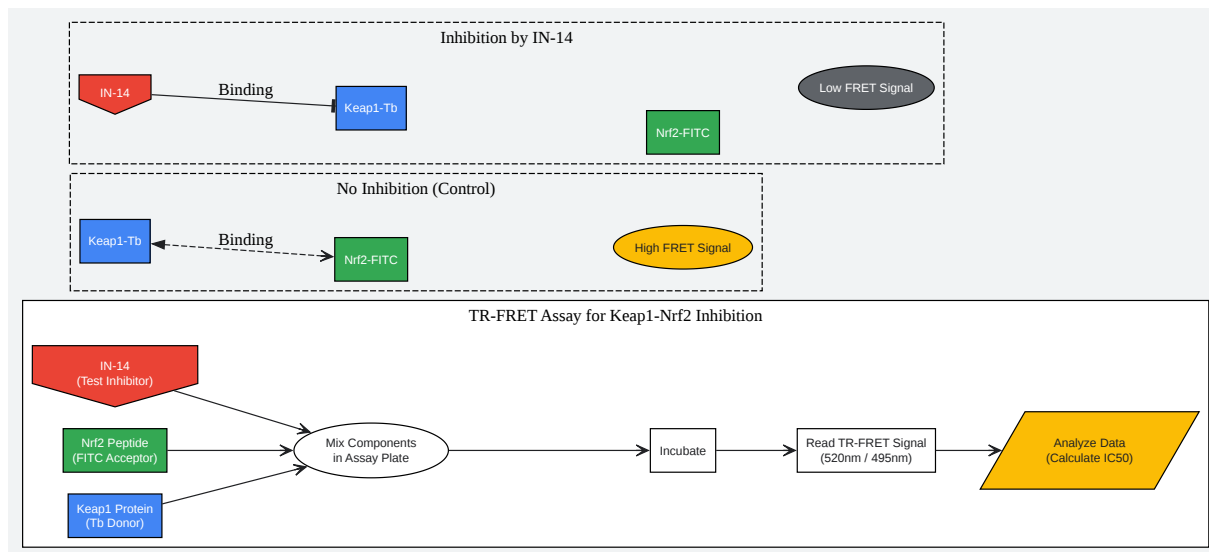 Inhibition by IN-14
IN-14
Binding
Keap1-Tb
Low FRET Signal
Nrf2-FITC
No Inhibition (Control)
Keap1-Tb
Binding
Nrf2-FITC
High FRET Signal
TR-FRET Assay for Keap1-Nrf2 Inhibition
IN-14
(Test Inhibitor)
Nrf2 Peptide
(FITC Acceptor)
Keap1 Protein
(Tb Donor)
Mix Components
in Assay Plate
Incubate
Read TR-FRET Signal
(520nm / 495nm)
Analyze Data
(Calculate IC50)